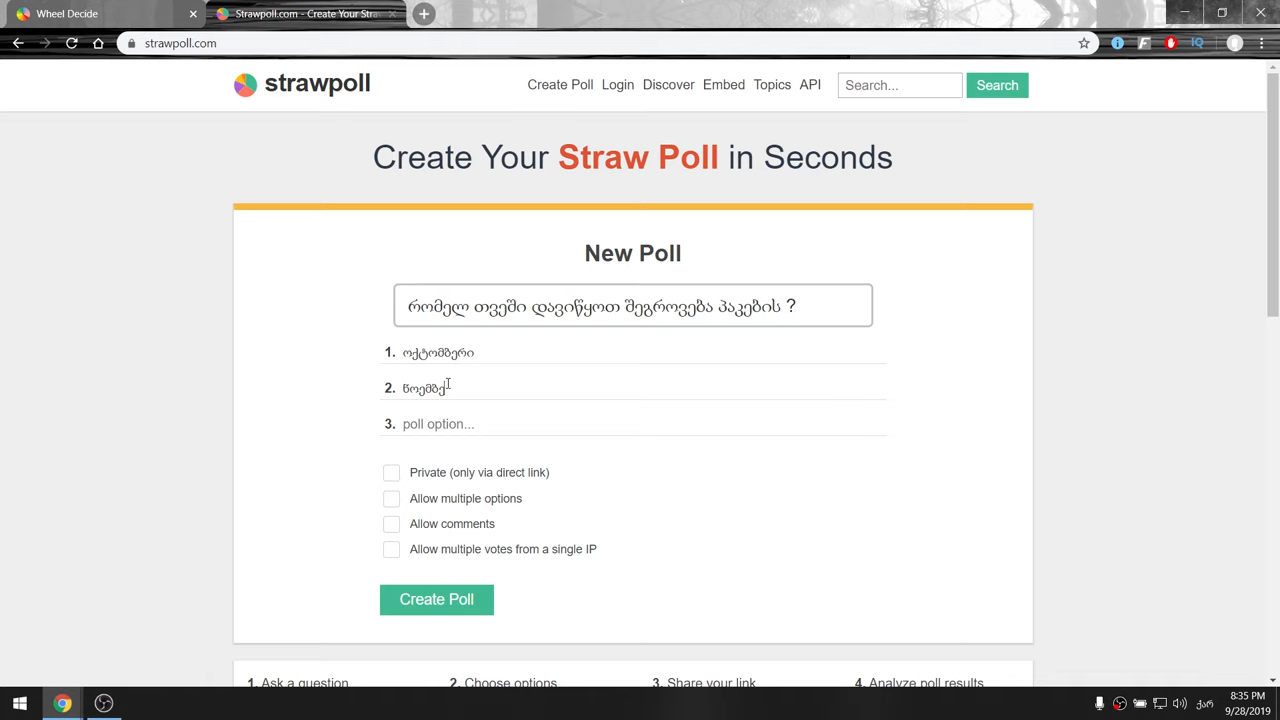 Wheel Decide
Strawpoll.com - Create Your Stra
strawpoll.com
strawpoll
Create Poll Login Discover Embed Topics API Search... Search
Create Your Straw Poll in Seconds
New Poll
რომელ თვეში დავიწყოთ შეგროვება პაკების ?
1. ოქტომბერი
2. ნოემბე
3. poll option...
Private (only via direct link)
Allow multiple options
Allow comments
Allow multiple votes from a single IP
Create Poll
1. Ask a question 2. Choose options 3. Share your link 4. Analyze poll results
ქარ
8:35 PM
9/28/2019